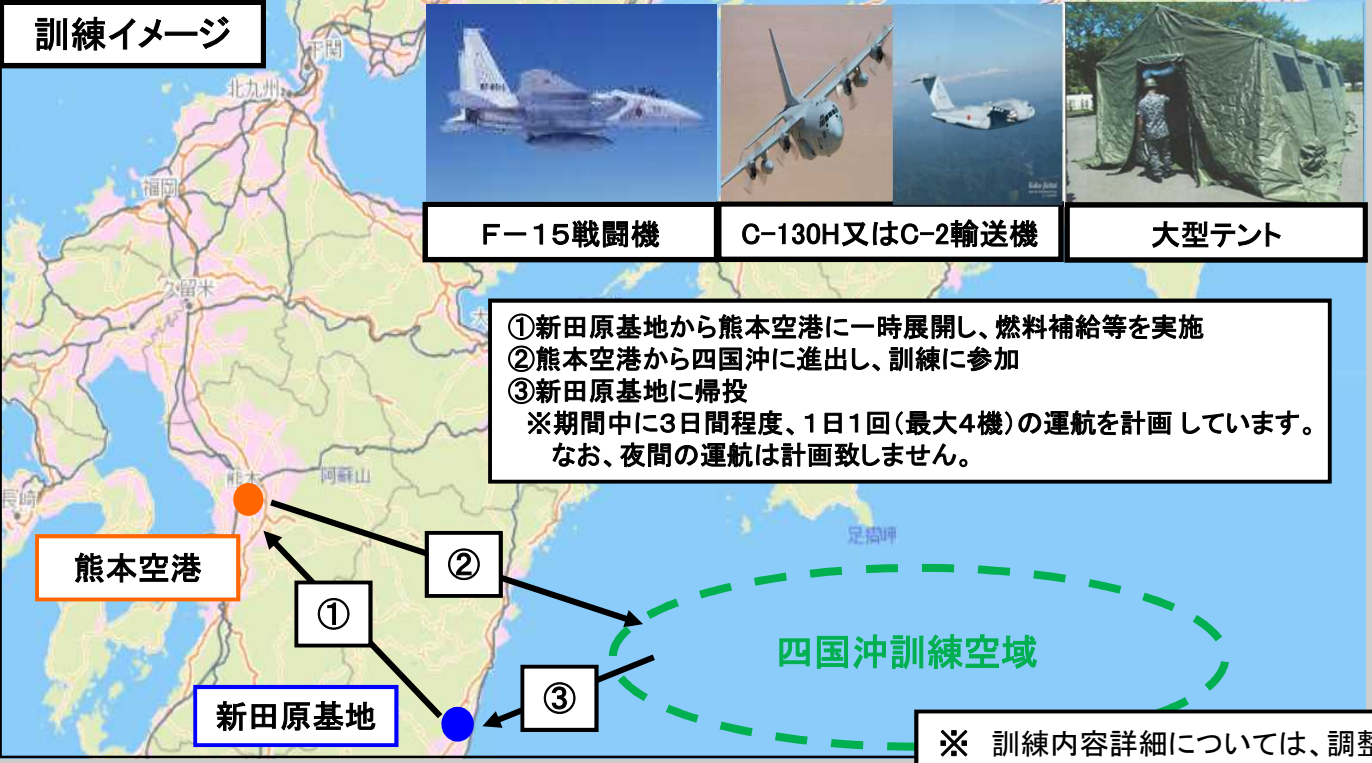 訓練イメージ
下関
北九州
福岡
久留米
大
熊本
阿蘇山
長崎
足摺岬
F-15戦闘機
C-130H又はC-2輸送機
大型テント
①新田原基地から熊本空港に一時展開し、燃料補給等を実施
②熊本空港から四国沖に進出し、訓練に参加
③新田原基地に帰投
※期間中に3日間程度、1日1回(最大4機)の運航を計画しています。
なお、夜間の運航は計画致しません。
熊本空港
②
①
四国沖訓練空域
③
新田原基地
※ 訓練内容詳細については、調整